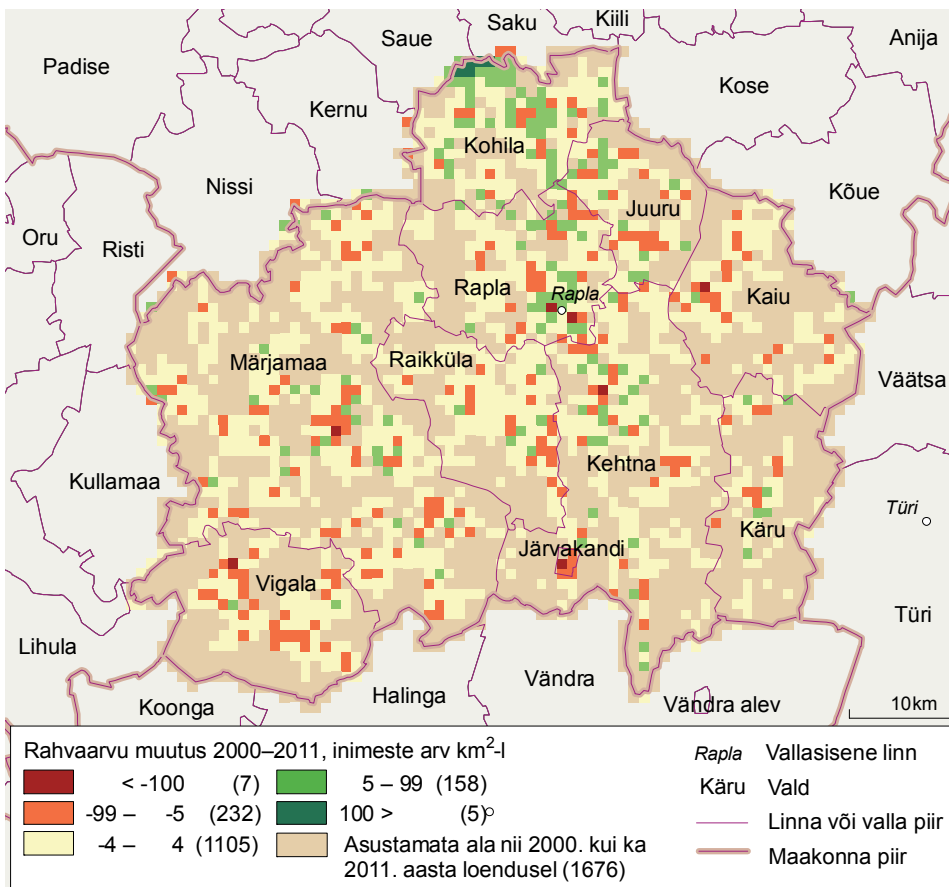 Saku
Kiili
Saue
Anija
Padise
Kose
Kernu
Kohila
Nissi
Kõue
Juuru
Oru
Risti
Rapla
Rapla
Kaiu
Märjamaa
Raikküla
Väätsa
Kehtna
Kullamaa
Türi
Käru
Järvakandi
Vigala
Türi
Lihula
Vändra
Halinga
Koonga
Vändra alev
10km
Rahvaarvu muutus 2000–2011, inimeste arv km²-l
< -100 (7)
-99 – -5 (232)
-4 – 4 (1105)
5 – 99 (158)
100 > (5)
Asustamata ala nii 2000. kui ka
2011. aasta loendusel (1676)
Rapla Vallasisene linn
Käru Vald
Linna või valla piir
Maakonna piir